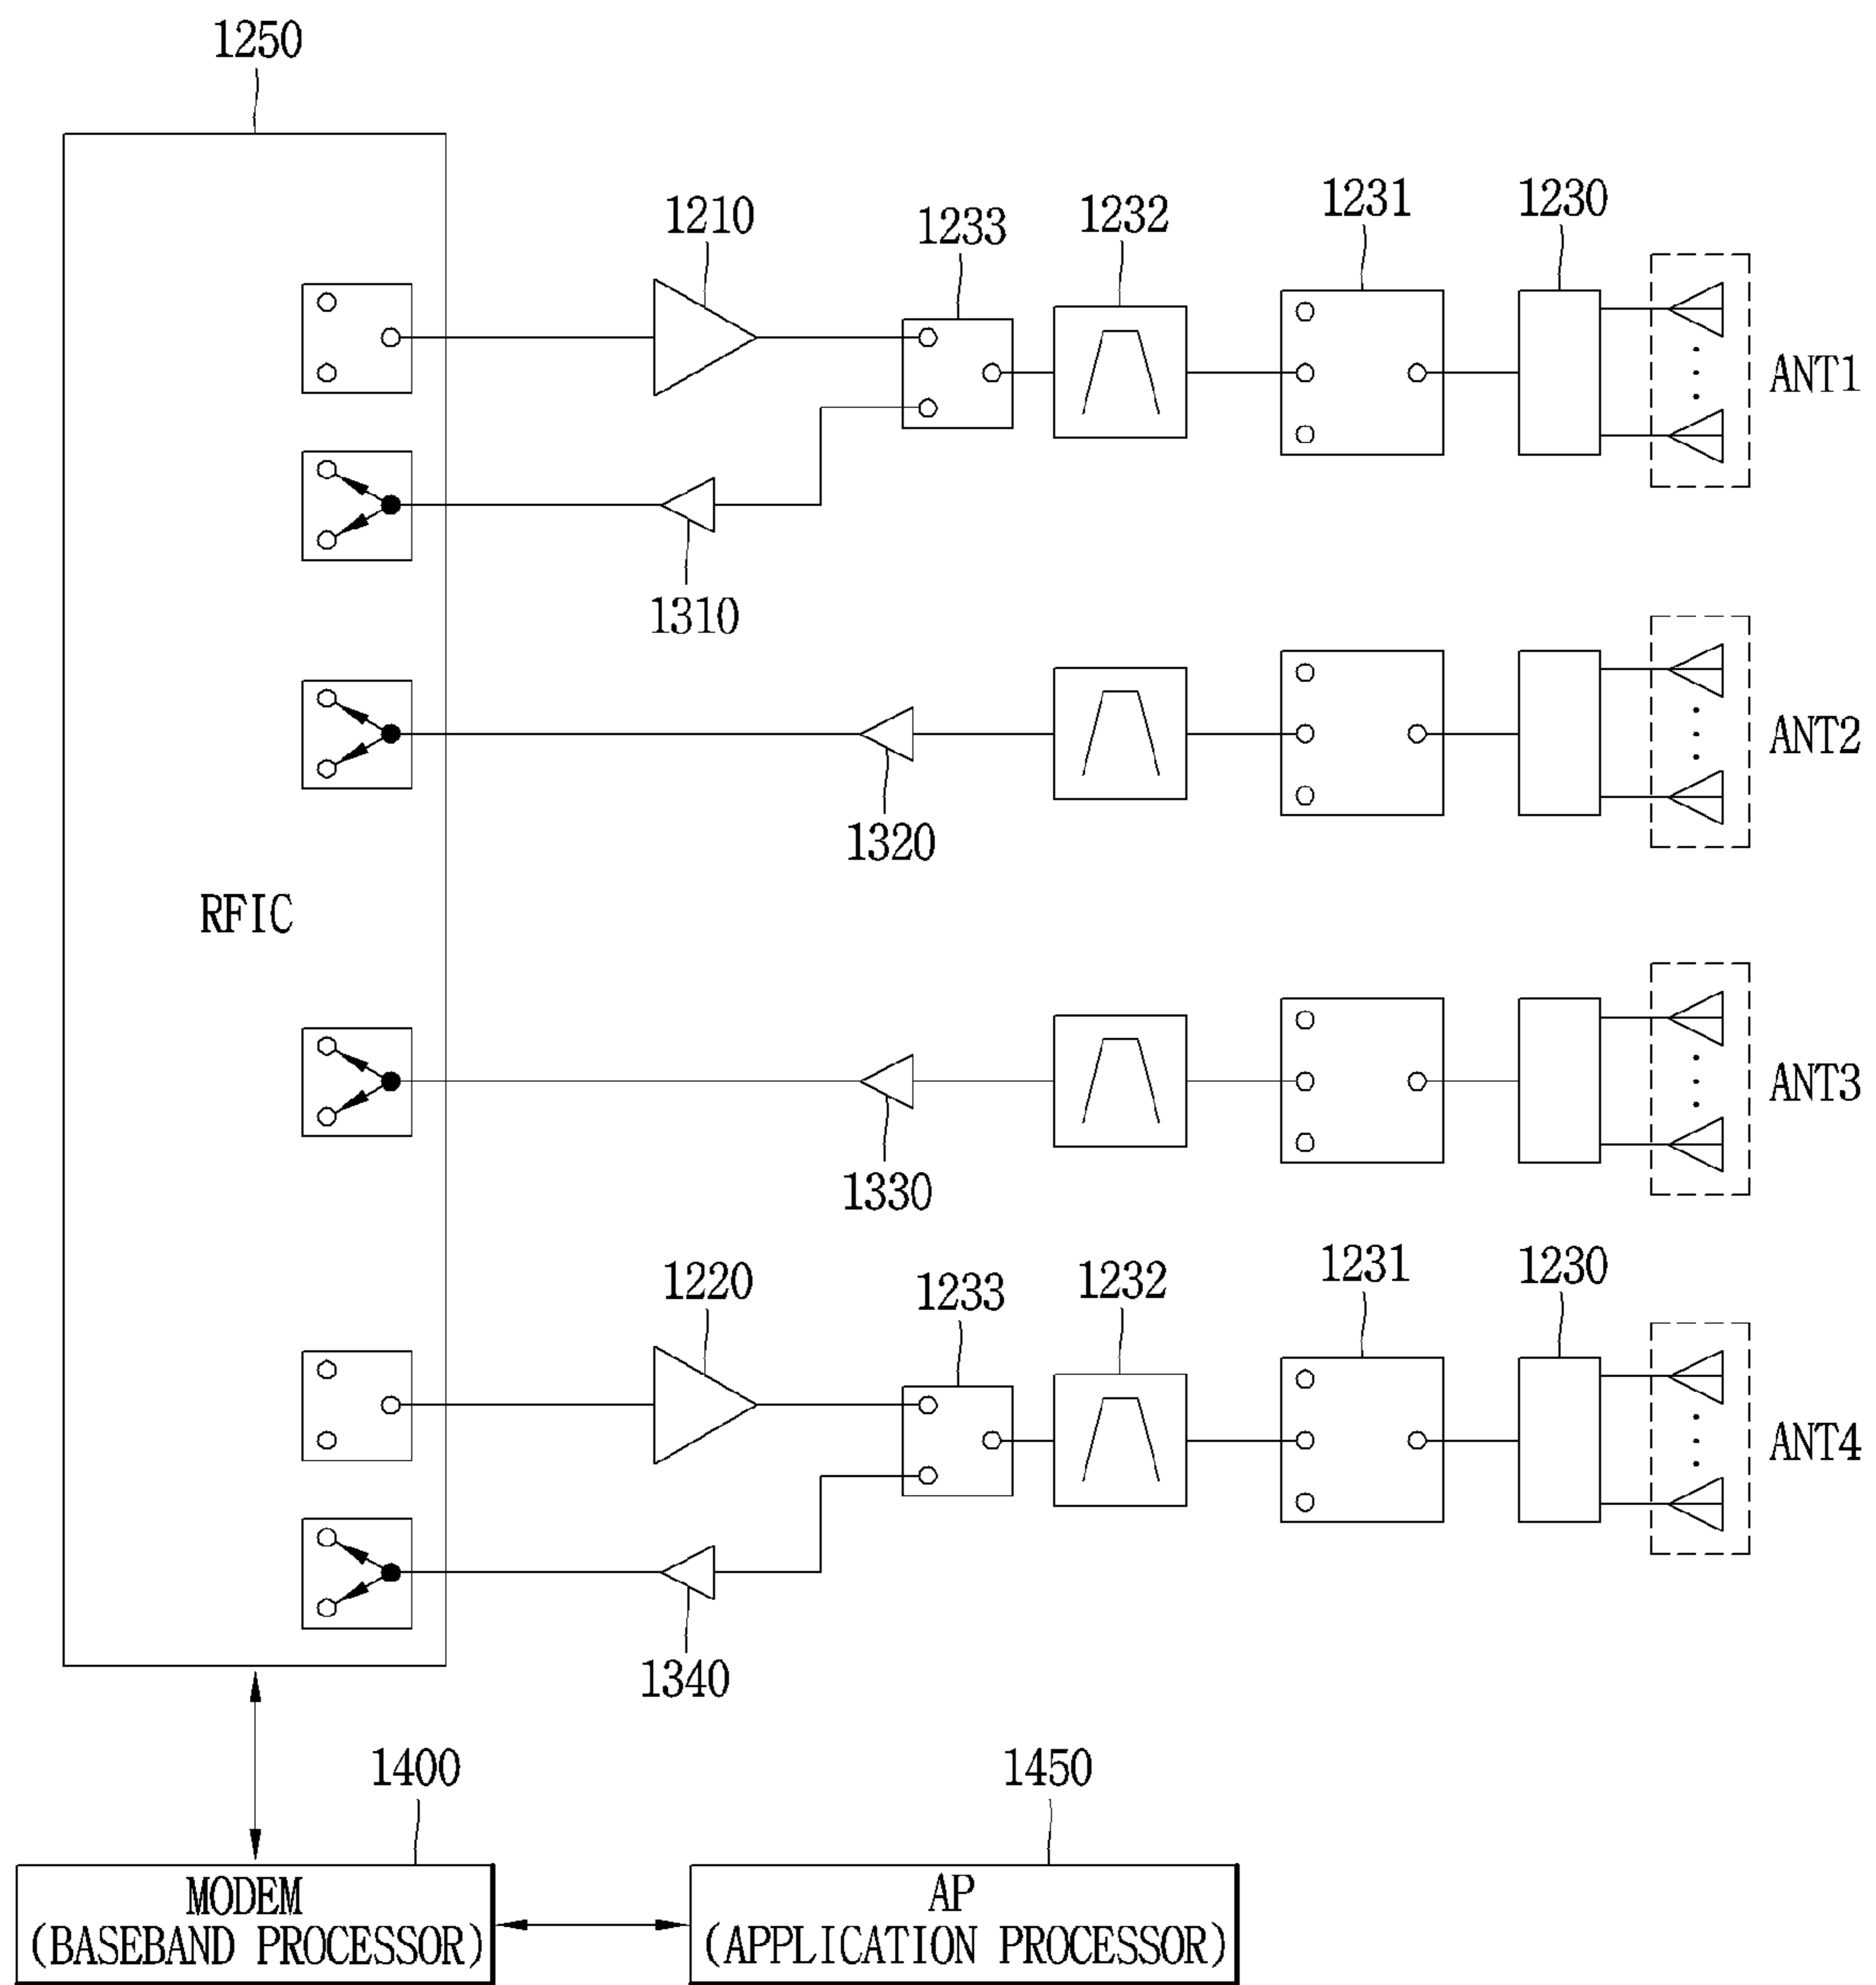 1250
1210
1233
1232
1231
1230
ANT1
1310
1320
ANT2
RFIC
1330
ANT3
1220
1233
1232
1231
1230
ANT4
1340
1400
1450
MODEM
(BASEBAND PROCESSOR)
AP
(APPLICATION PROCESSOR)